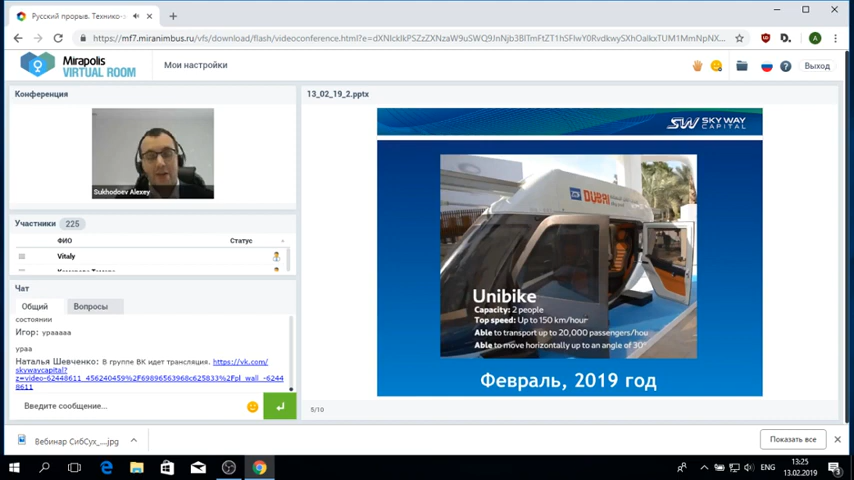 Русский прорыв. Технико-э
https://mf7.miranimbus.ru/vfs/download/flash/videoconference.html?e=
Mirapolis
VIRTUAL ROOM
Мои настройки
Выход
Конференция
Sukhodoev Alexey
Участники 225
ФИО Статус
Vitaly
Чат
Общий Вопросы
состоянии
Игорь: урааааа
ураа
Наталья Шевченко: В группе ВК идет трансляция. https://vk.com/
skywaycapital?
z=video-62448611_456240459%2F69896563968c625833%2Fpl_wall_-6244
8611
Введите сообщение...
13_02_19_2.pptx
SW SKY WAY
CAPITAL
DUBAI
Unibike
Capacity: 2 people
Top speed: Up to 150 km/hour
Able to transport up to 20,000 passengers/hou
Able to move horizontally up to an angle of 30°
Февраль, 2019 год
5/10
Вебинар СибСух_....jpg
Показать все
ENG
13:25
13.02.2019